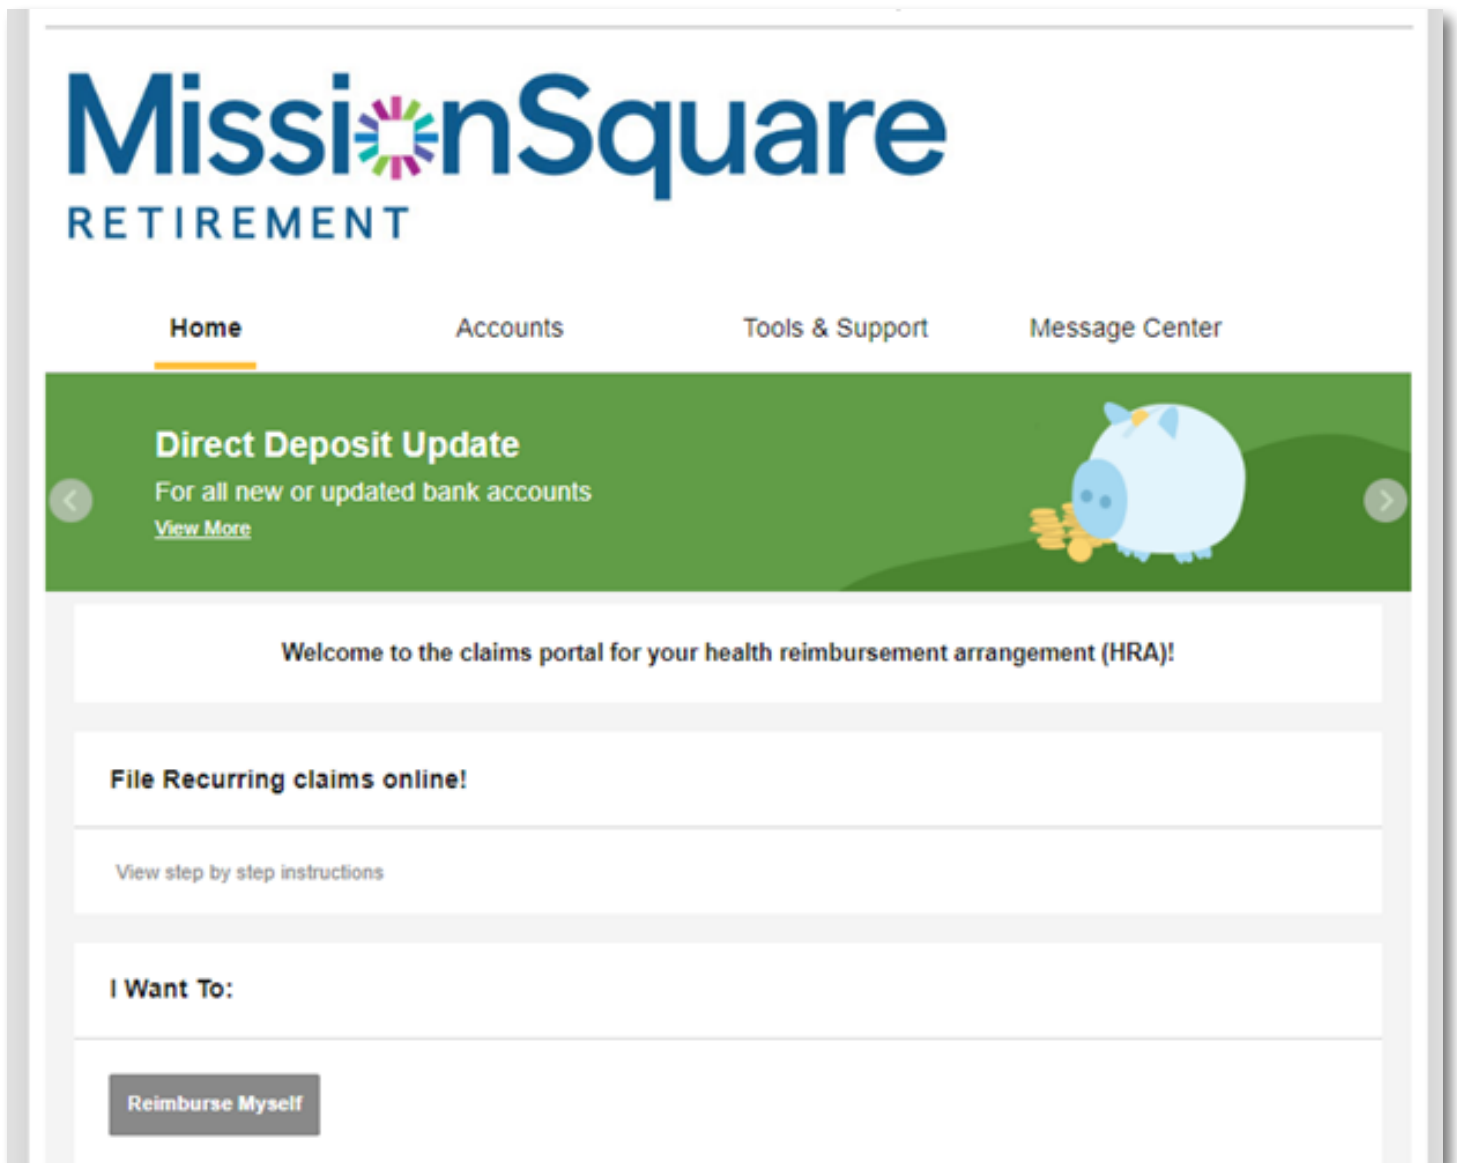 MissionSquare
RETIREMENT
Home Accounts Tools & Support Message Center
Direct Deposit Update
For all new or updated bank accounts
View More
Welcome to the claims portal for your health reimbursement arrangement (HRA)!
File Recurring claims online!
View step by step instructions
I Want To:
Reimburse Myself